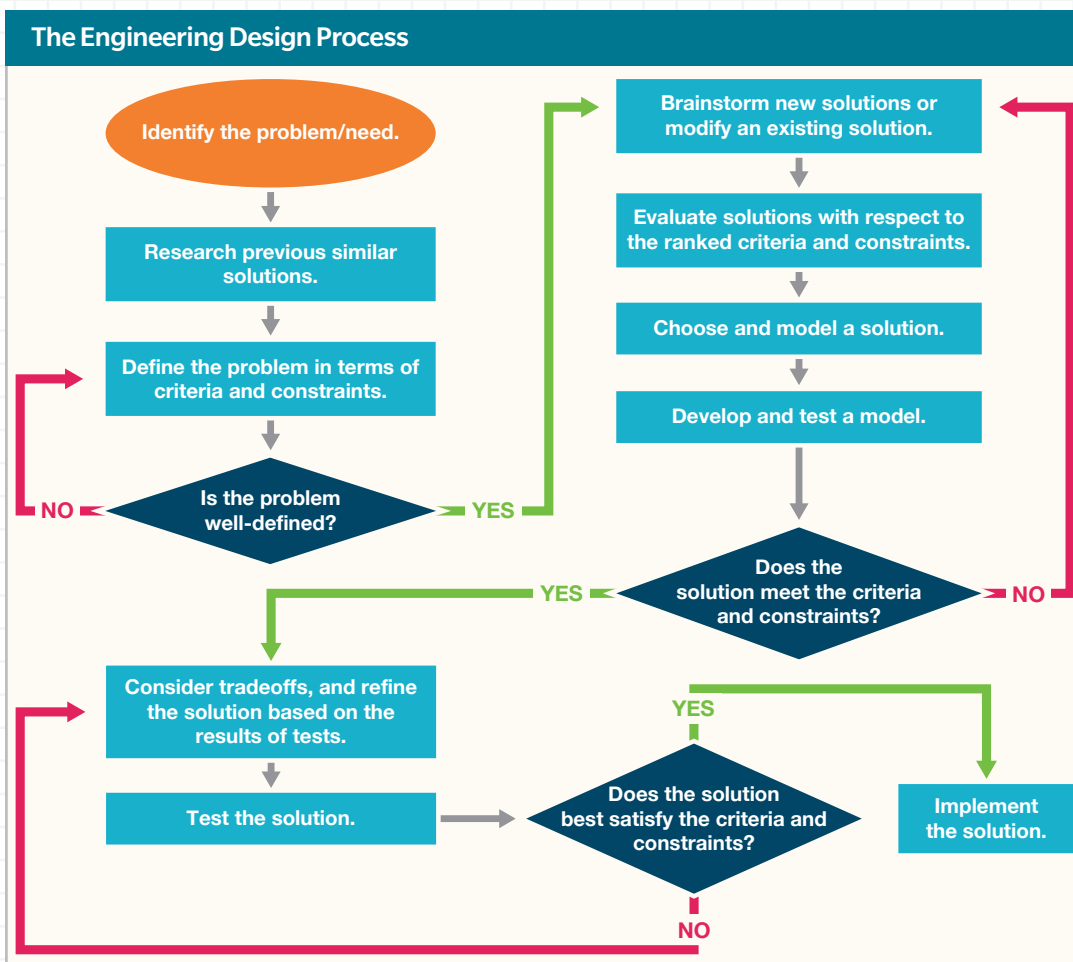 The Engineering Design Process
Identify the problem/need.
Research previous similar
solutions.
Define the problem in terms of
criteria and constraints.
Is the problem
well-defined?
NO
YES
Brainstorm new solutions or
modify an existing solution.
Evaluate solutions with respect to
the ranked criteria and constraints.
Choose and model a solution.
Develop and test a model.
Does the
solution meet the criteria
and constraints?
YES
NO
Consider tradeoffs, and refine
the solution based on the
results of tests.
Test the solution.
Does the solution
best satisfy the criteria and
constraints?
YES
NO
Implement
the solution.